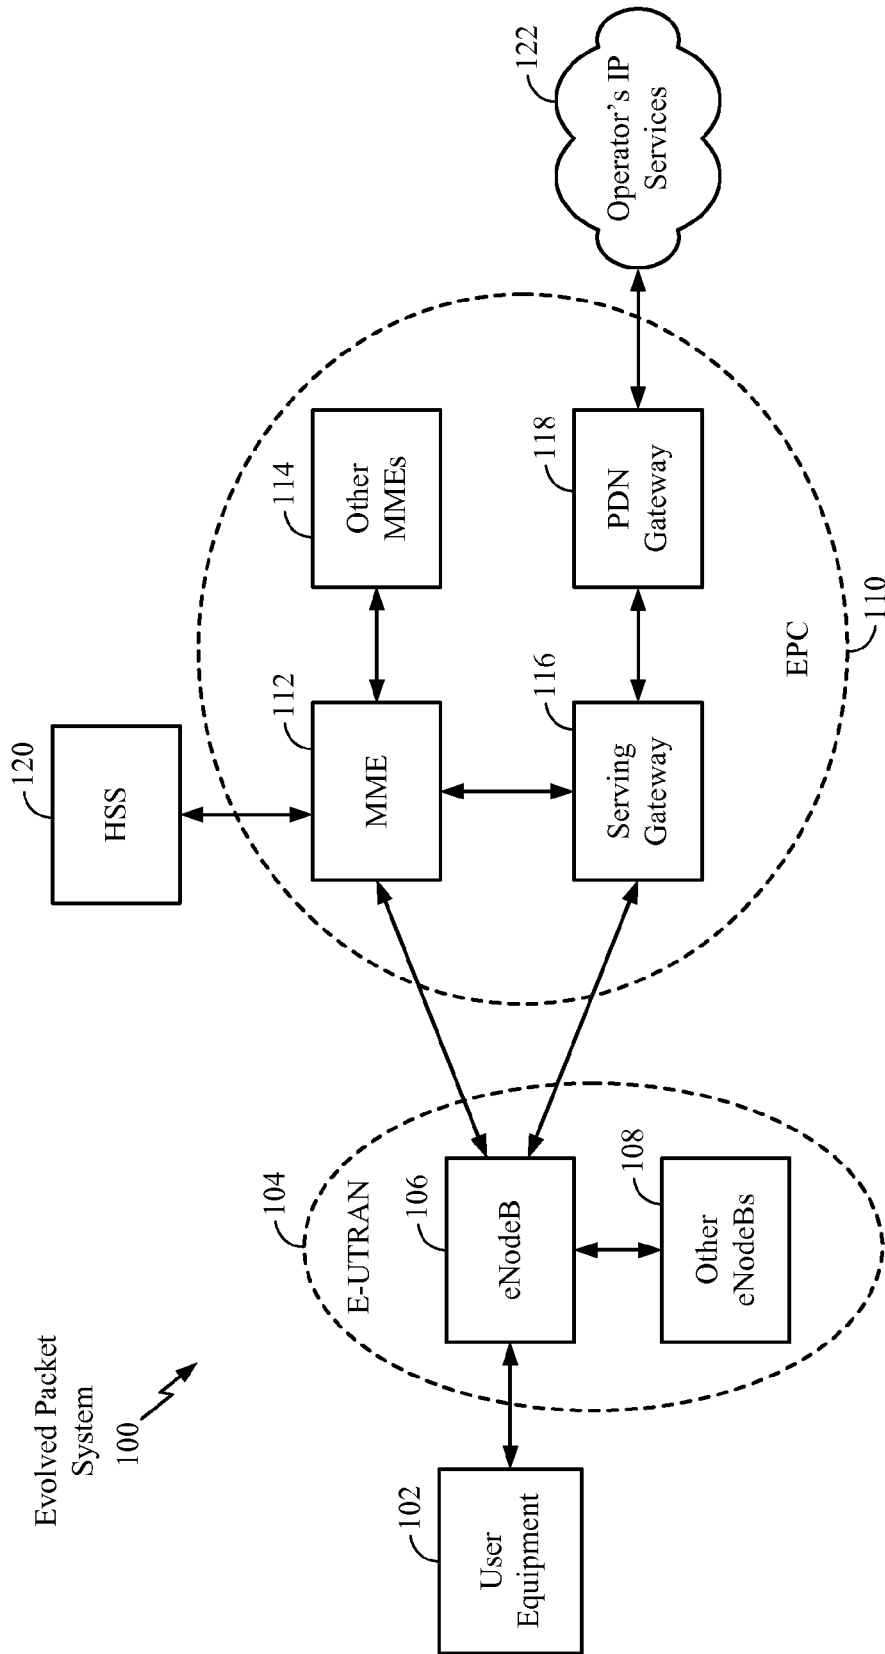 Evolved Packet
System
100
102
User
Equipment
104
E-UTRAN
106
eNodeB
108
Other
eNodeBs
120
HSS
112
MME
114
Other
MMEs
116
Serving
Gateway
118
PDN
Gateway
EPC
110
122
Operator's IP
Services